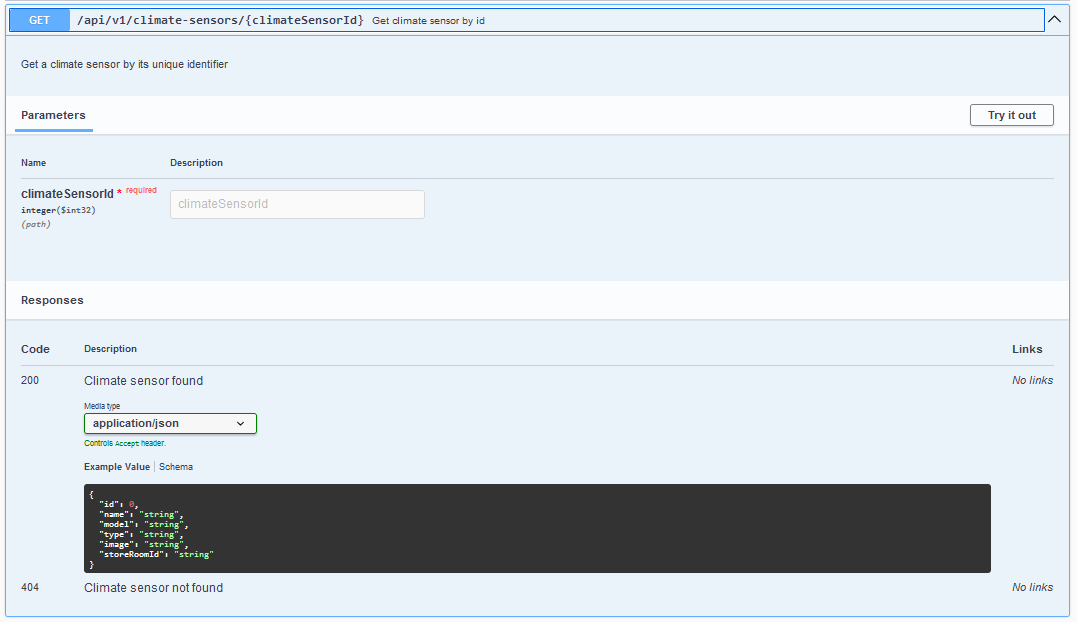 GET /api/v1/climate-sensors/{climateSensorId} Get climate sensor by id
Get a climate sensor by its unique identifier
Parameters Try it out
Name Description
climateSensorId * required climateSensorId
integer($int32)
(path)
Responses
Code Description Links
200 Climate sensor found No links
Media type
application/json
Controls Accept header.
Example Value Schema
{
"id": 0,
"name": "string",
"model": "string",
"type": "string",
"image": "string",
"storeRoomId": "string"
}
404 Climate sensor not found No links